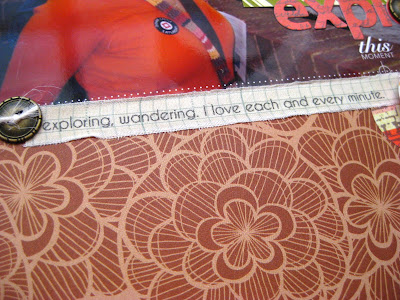 expl
this
MOMENT
exploring, wandering. I love each and every minute.